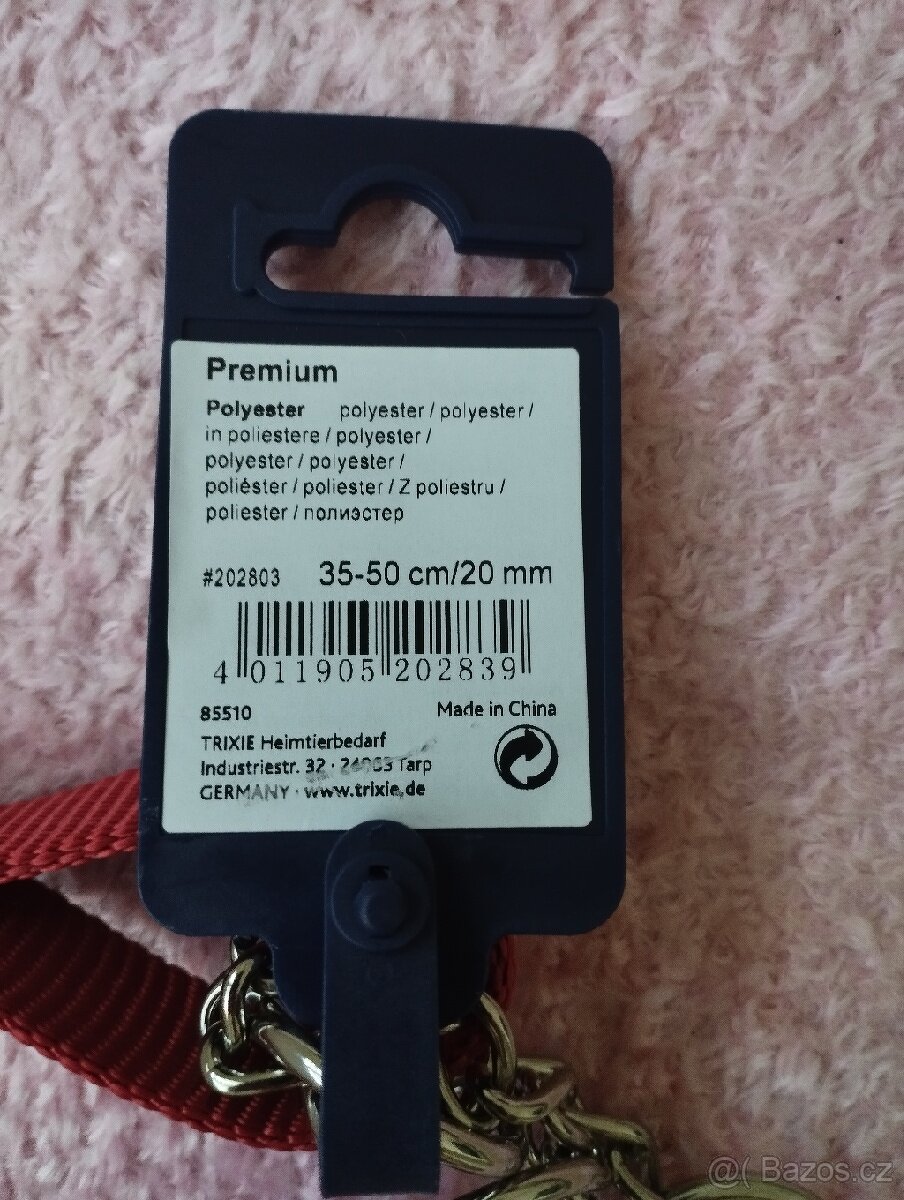 Premium
Polyester polyester / polyester /
in poliestere / polyester /
polyester / polyester /
poliéster / poliester / Z poliestru /
poliester / полиэстер
#202803 35-50 cm/20 mm
4 011905 202839
85510 Made in China
TRIXIE Heimtierbedarf
Industriestr. 32 · 24963 Tarp
GERMANY · www.trixie.de
@( Bazos.cz